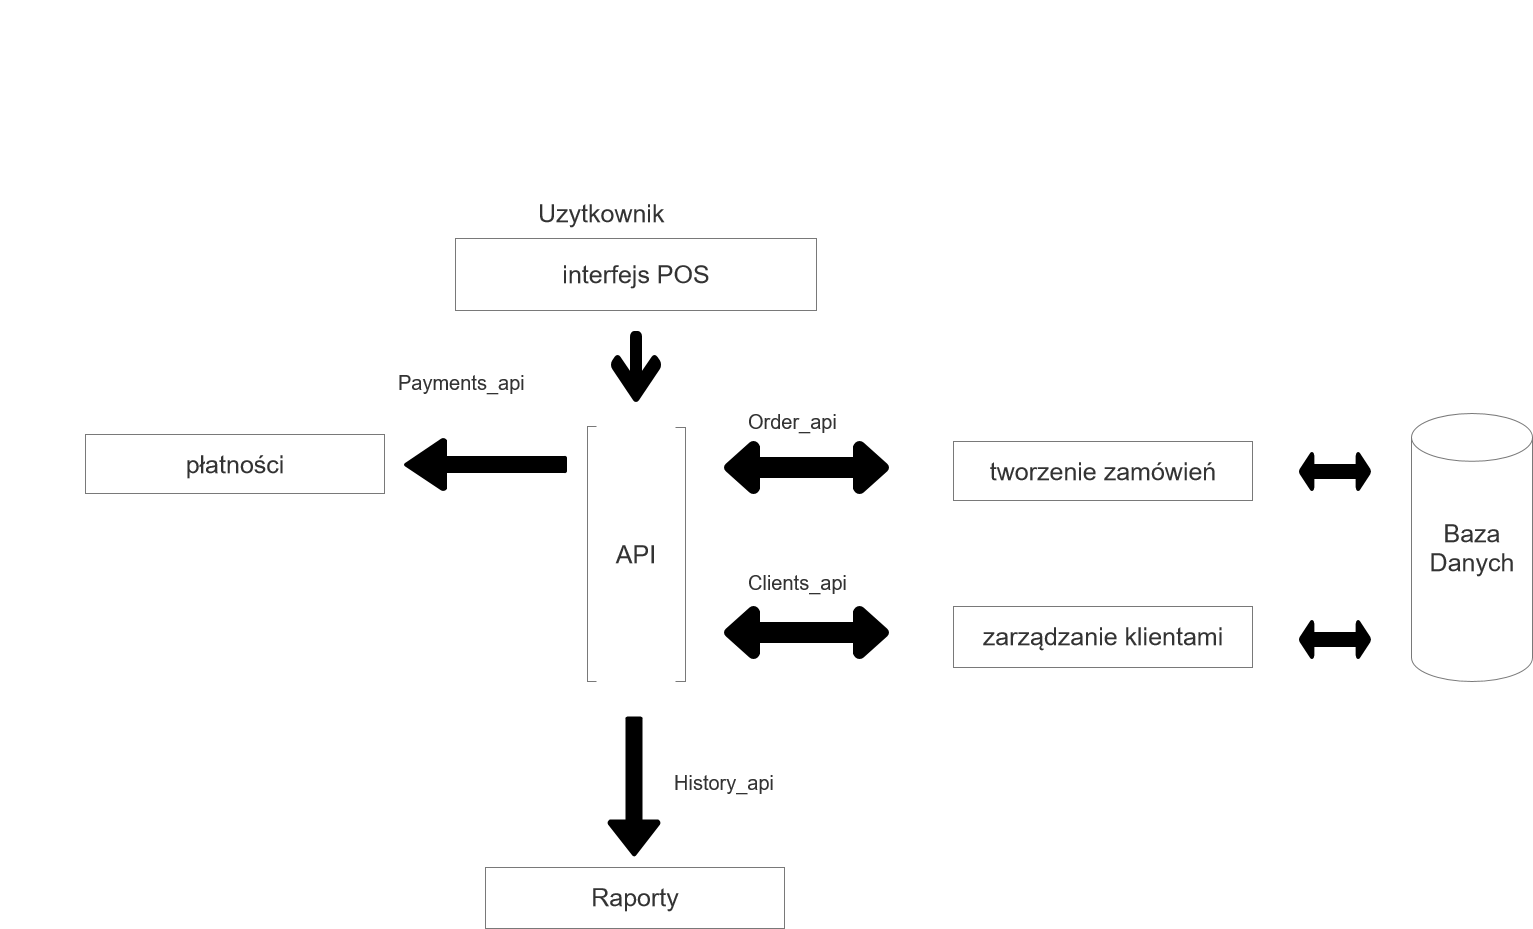 Uzytkownik
interfejs POS
Payments_api
Order_api
płatności
tworzenie zamówień
API
Baza
Danych
Clients_api
zarządzanie klientami
History_api
Raporty